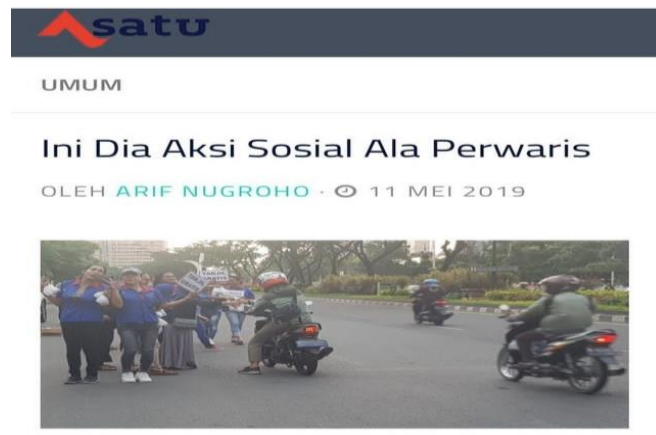 satu
UMUM
Ini Dia Aksi Sosial Ala Perwaris
OLEH ARIF NUGROHO · 11 MEI 2019